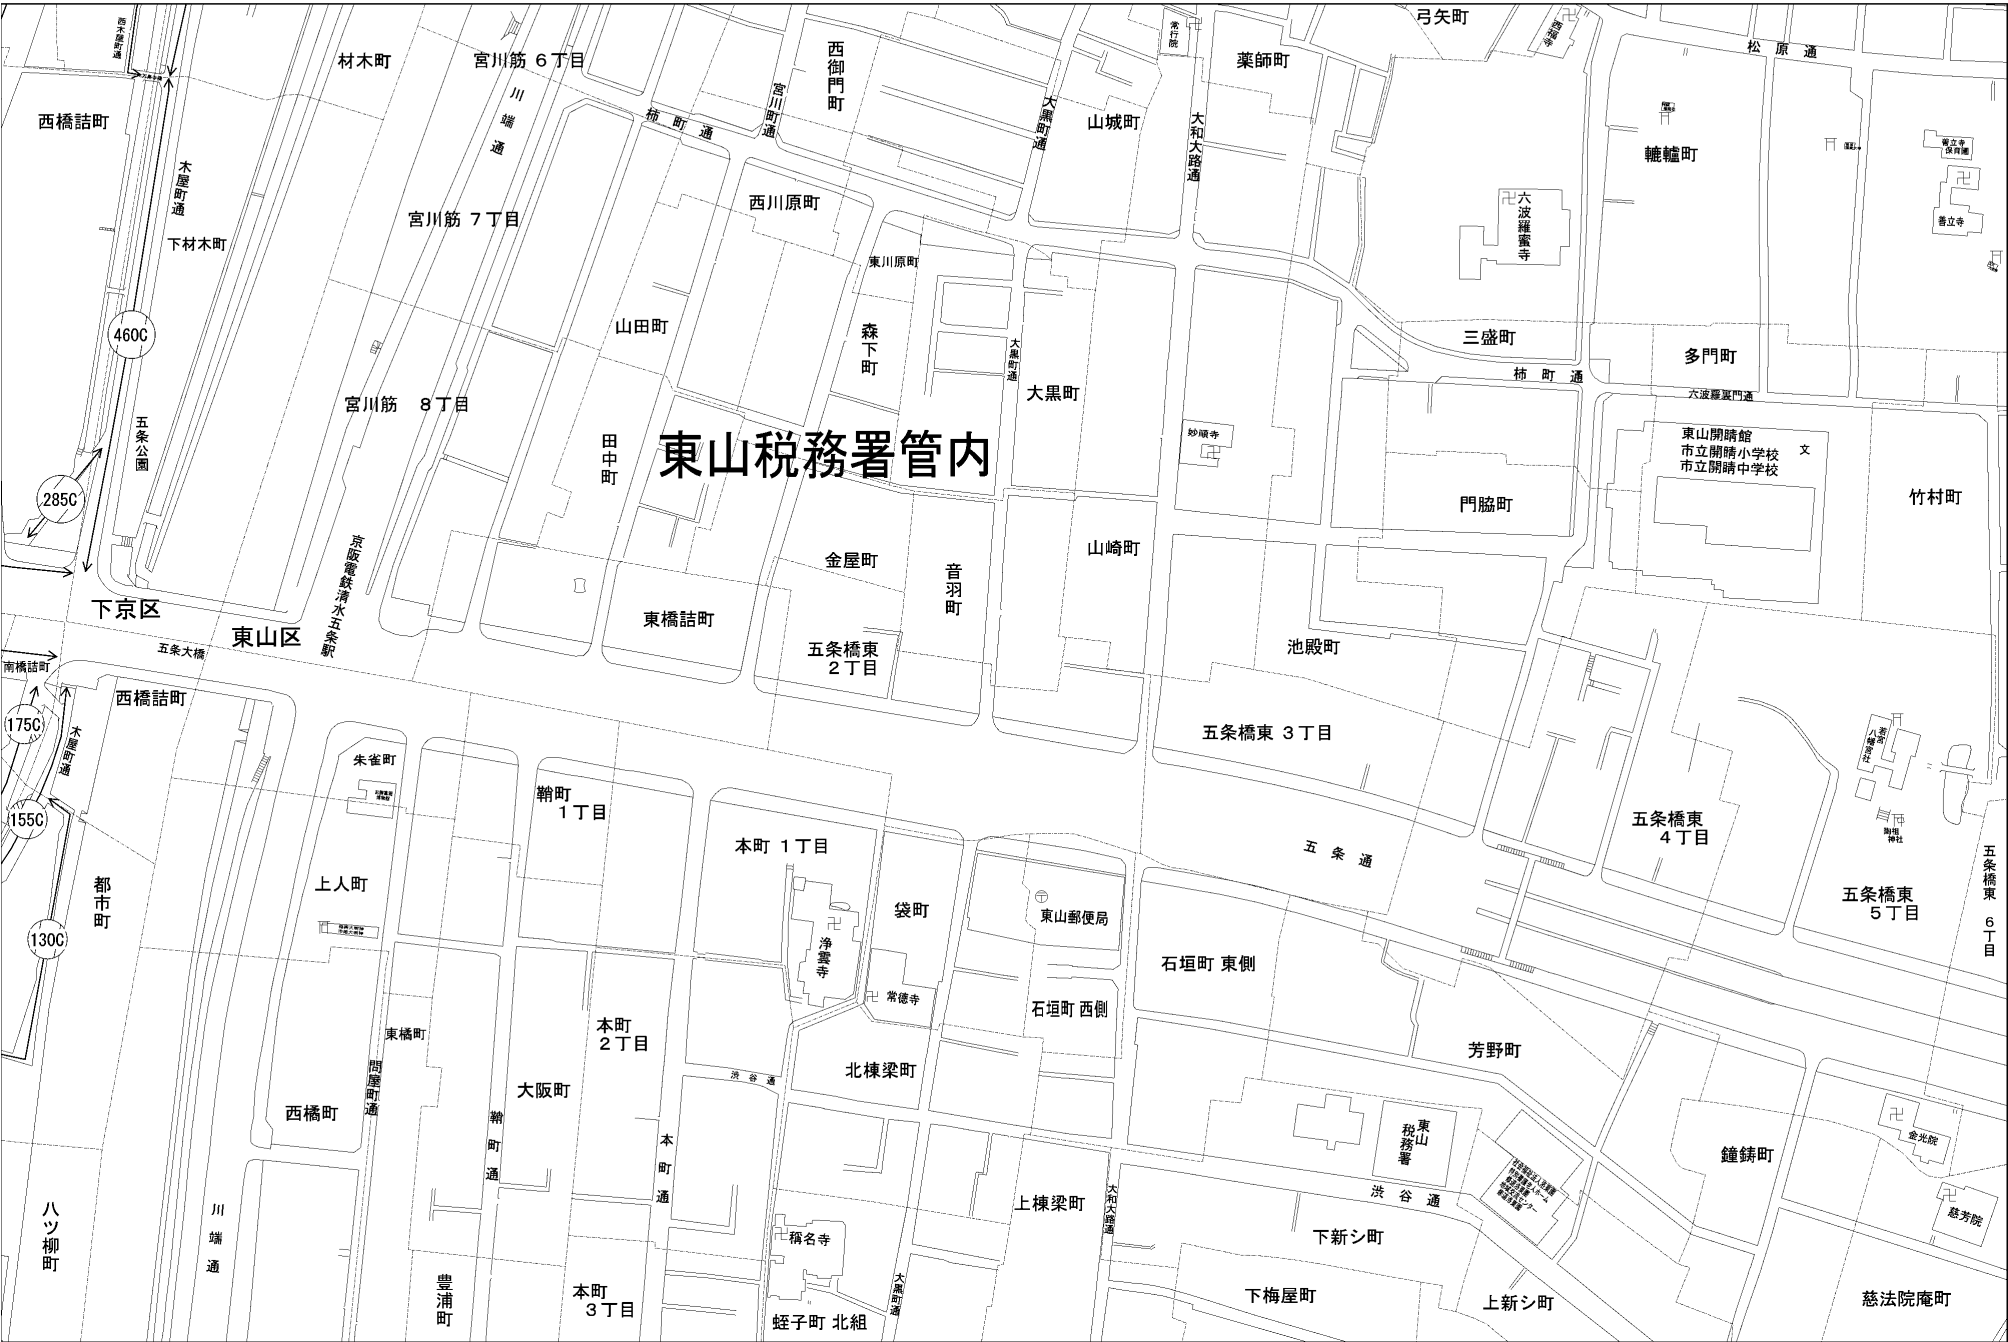 西木屋町通
材木町
宮川筋 6丁目
西御門町
常行院
薬師町
弓矢町
西福寺
松原通
西橋詰町
川端通
柿町通
宮川町通
大黒町通
山城町
大和大路通
轆轤町
善立寺
保育園
木屋町通
宮川筋 7丁目
西川原町
六波羅蜜寺
善立寺
下材木町
東川原町
460C
山田町
森下町
大黒町通
三盛町
多門町
大黒町
柿町通
六波羅裏門通
宮川筋 8丁目
五条公園
田中町
東山税務署管内
妙順寺
東山開睛館
市立開睛小学校
市立開睛中学校
文
285C
門脇町
竹村町
京阪電鉄清水五条駅
金屋町
音羽町
山崎町
下京区
東山区
東橋詰町
五条大橋
五条橋東
2丁目
池殿町
南橋詰町
西橋詰町
175C
木屋町通
五条橋東 3丁目
若宮
八幡宮社
朱雀町
鞘町
1丁目
155C
五条橋東
4丁目
陶祖
神社
本町 1丁目
五条通
都市町
上人町
袋町
東山郵便局
五条橋東
5丁目
五条橋東 6丁目
130C
浄雲寺
石垣町 東側
常徳寺
石垣町 西側
東橘町
本町
2丁目
芳野町
問屋町通
大阪町
渋谷通
北棟梁町
西橘町
鞘町通
本町通
東山
税務署
鐘鋳町
金光院
八ツ柳町
川端通
上棟梁町
大和大路通
渋谷通
慈芳院
稱名寺
下新シ町
豊浦町
本町
3丁目
大黒町通
蛭子町 北組
下梅屋町
上新シ町
慈法院庵町